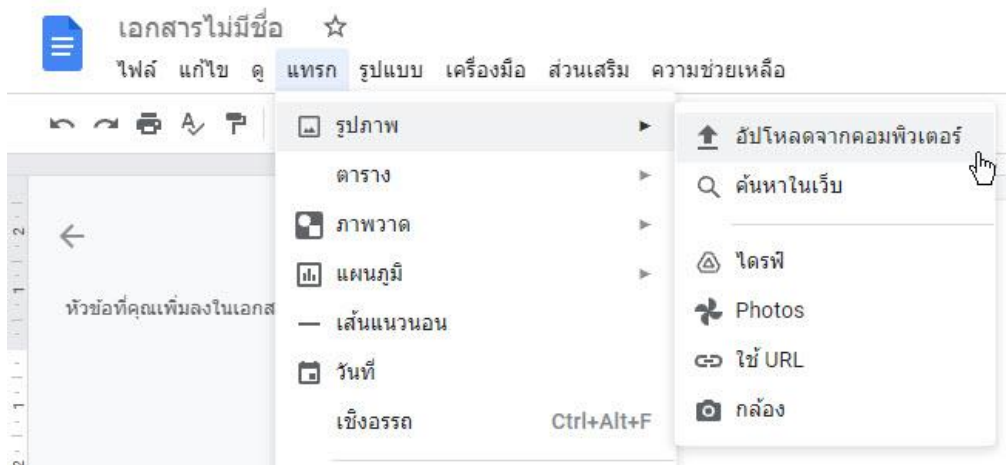 เอกสารไม่มีชื่อ
ไฟล์ แก้ไข ดู แทรก รูปแบบ เครื่องมือ ส่วนเสริม ความช่วยเหลือ
รูปภาพ
ตาราง
ภาพวาด
แผนภูมิ
เส้นแนวนอน
วันที่
เชิงอรรถ Ctrl+Alt+F
อัปโหลดจากคอมพิวเตอร์
ค้นหาในเว็บ
ไดรฟ์
Photos
ใช้ URL
กล้อง
หัวข้อที่คุณเพิ่มลงในเอกส
2
1
1